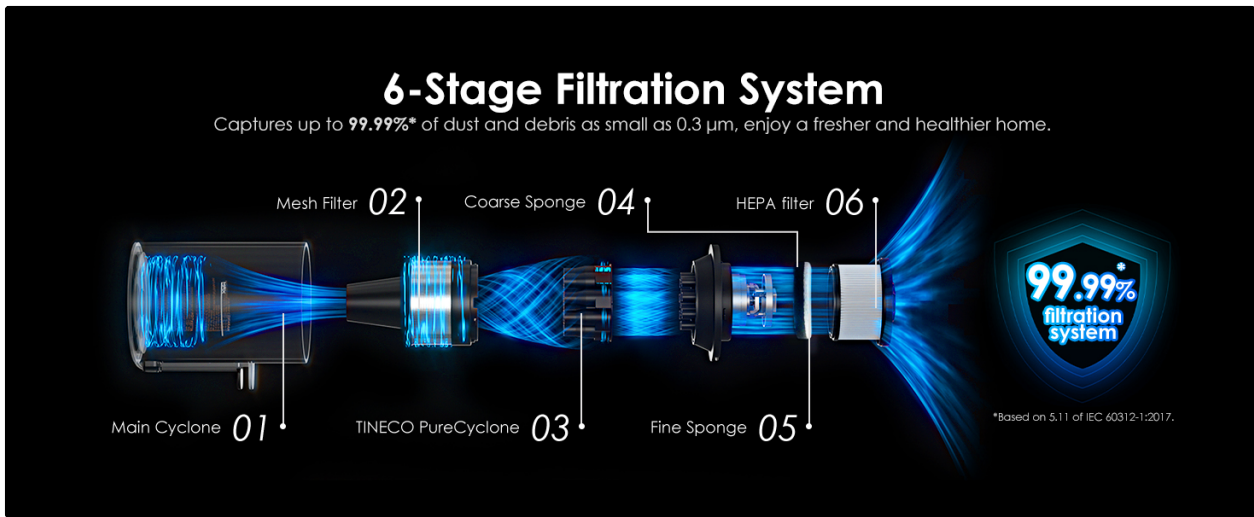 6-Stage Filtration System
Captures up to 99.99%* of dust and debris as small as 0.3 μm, enjoy a fresher and healthier home.
Mesh Filter 02
Coarse Sponge 04
HEPA filter 06
99.99%*
filtration
system
Main Cyclone 01
TINECO PureCyclone 03
Fine Sponge 05
*Based on 5.11 of IEC 60312-1:2017.